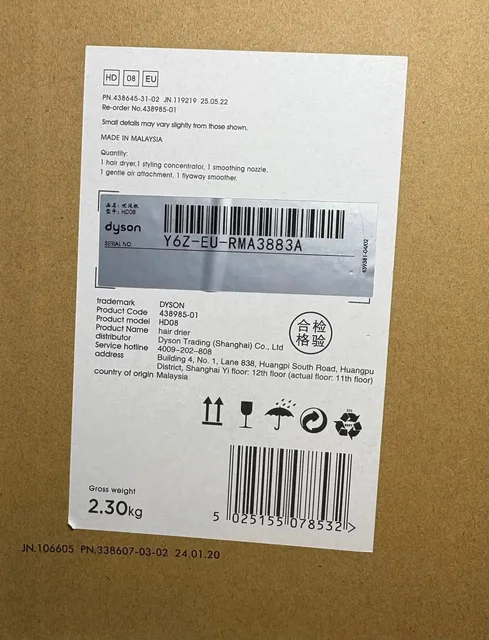 HD 08 EU
PN.438645-31-02 JN.119219 25.05.22
Re-order No.438985-01
Small details may vary slightly from those shown.
MADE IN MALAYSIA
Quantity:
1 hair dryer,1 styling concentrator, 1 smoothing nozzle,
1 gentle air attachment, 1 flyaway smoother.
品名: 吹风机
型号: HD08
dyson
SERIAL NO.
Y6Z-EU-RMA3883A
439381-04/02
trademark DYSON
Product Code 438985-01
Product model HD08
Product Name hair drier
distributor Dyson Trading (Shanghai) Co., Ltd
Service hotline 4009-202-808
address Building 4, No. 1, Lane 838, Huangpi South Road, Huangpu
District, Shanghai Yi floor: 12th floor (actual floor: 11th floor)
country of origin Malaysia
合检
格验
Gross weight
2.30kg
5 025155 078532 >
JN.106605 PN.338607-03-02 24.01.20